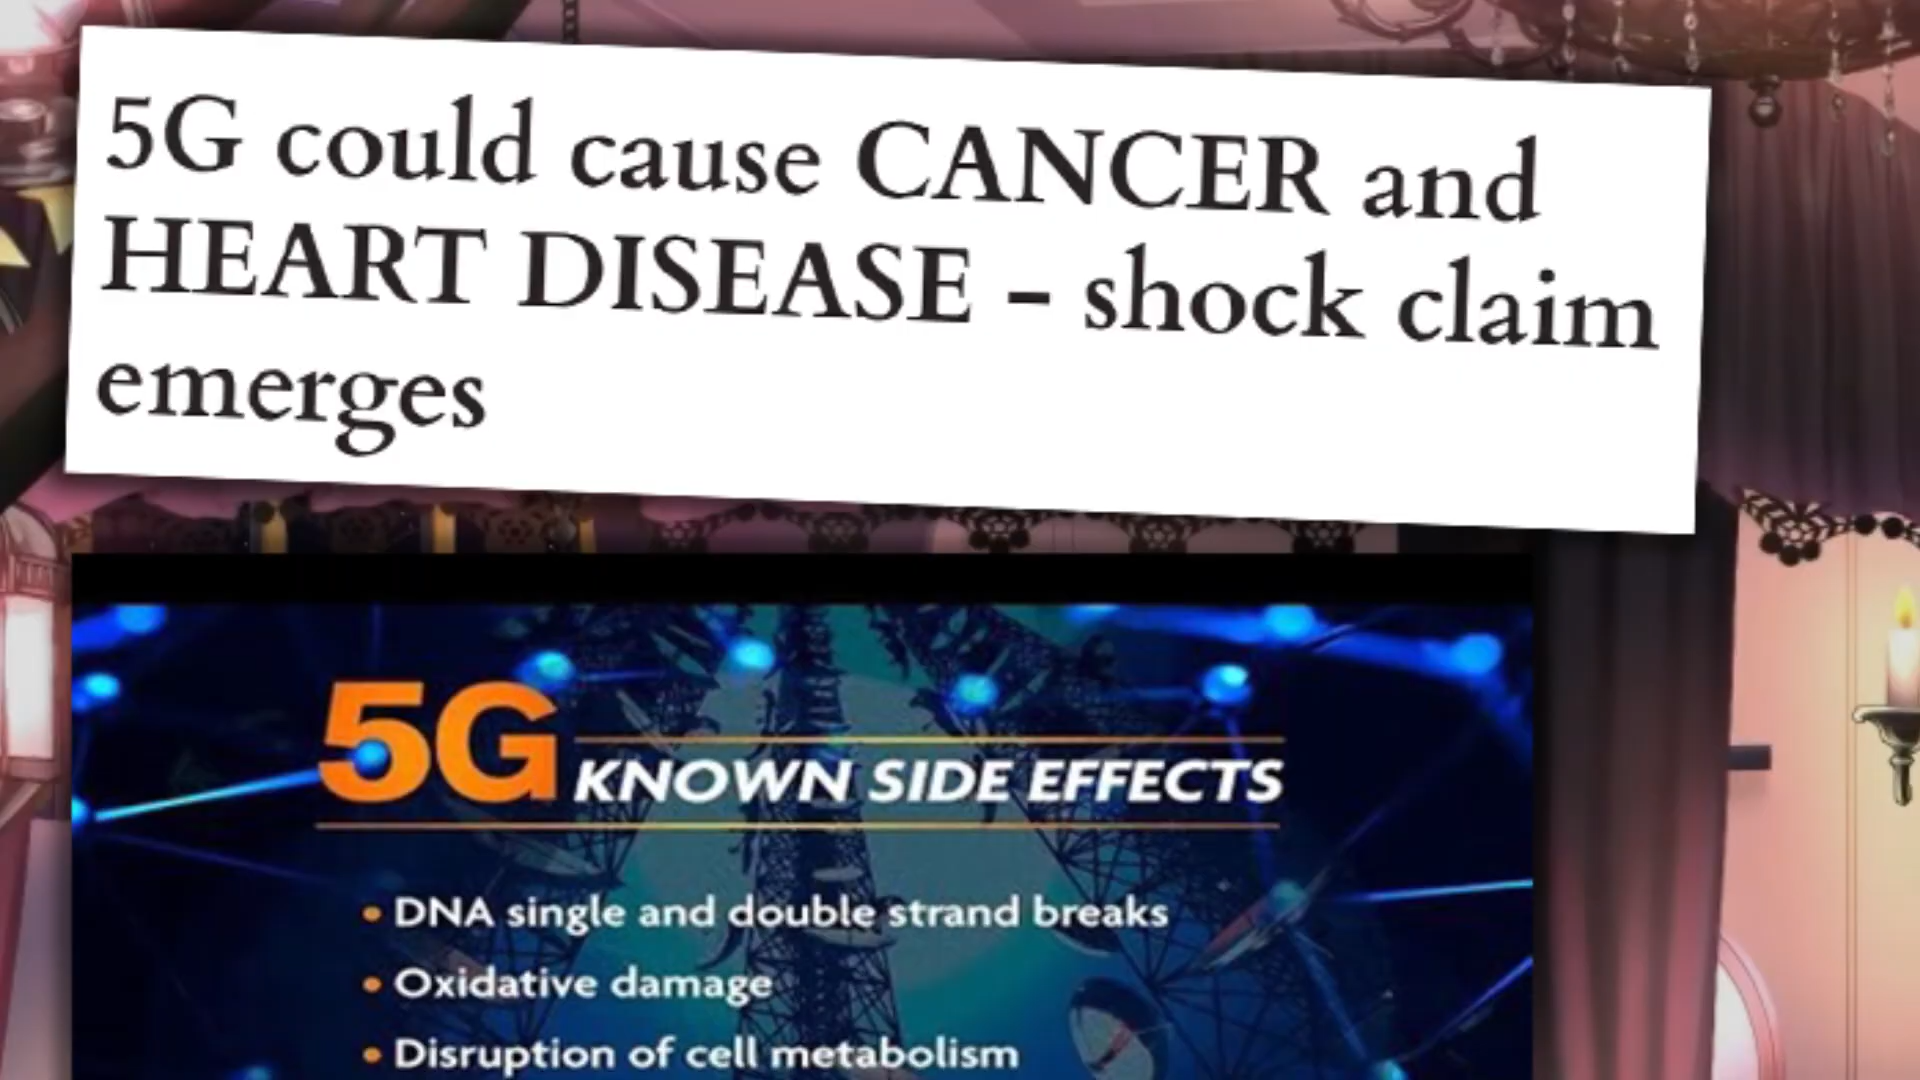 5G could cause CANCER and
HEART DISEASE - shock claim
emerges
5G KNOWN SIDE EFFECTS
• DNA single and double strand breaks
• Oxidative damage
• Disruption of cell metabolism